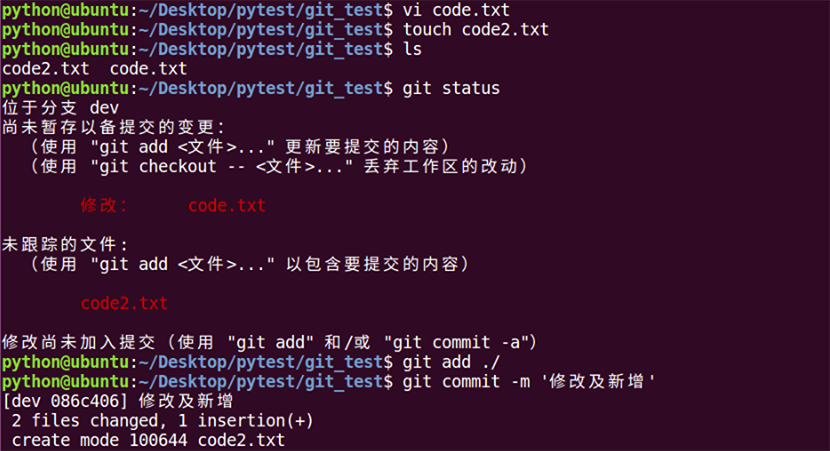 python@ubuntu:~/Desktop/pytest/git_test$ vi code.txt
python@ubuntu:~/Desktop/pytest/git_test$ touch code2.txt
python@ubuntu:~/Desktop/pytest/git_test$ ls
code2.txt  code.txt
python@ubuntu:~/Desktop/pytest/git_test$ git status
位于分支 dev
尚未暂存以备提交的变更：
  （使用 "git add <文件>..." 更新要提交的内容）
  （使用 "git checkout -- <文件>..." 丢弃工作区的改动）
        修改：     code.txt
未跟踪的文件:
  （使用 "git add <文件>..." 以包含要提交的内容）
        code2.txt
修改尚未加入提交（使用 "git add" 和/或 "git commit -a"）
python@ubuntu:~/Desktop/pytest/git_test$ git add ./
python@ubuntu:~/Desktop/pytest/git_test$ git commit -m '修改及新增'
[dev 086c406] 修改及新增
 2 files changed, 1 insertion(+)
 create mode 100644 code2.txt